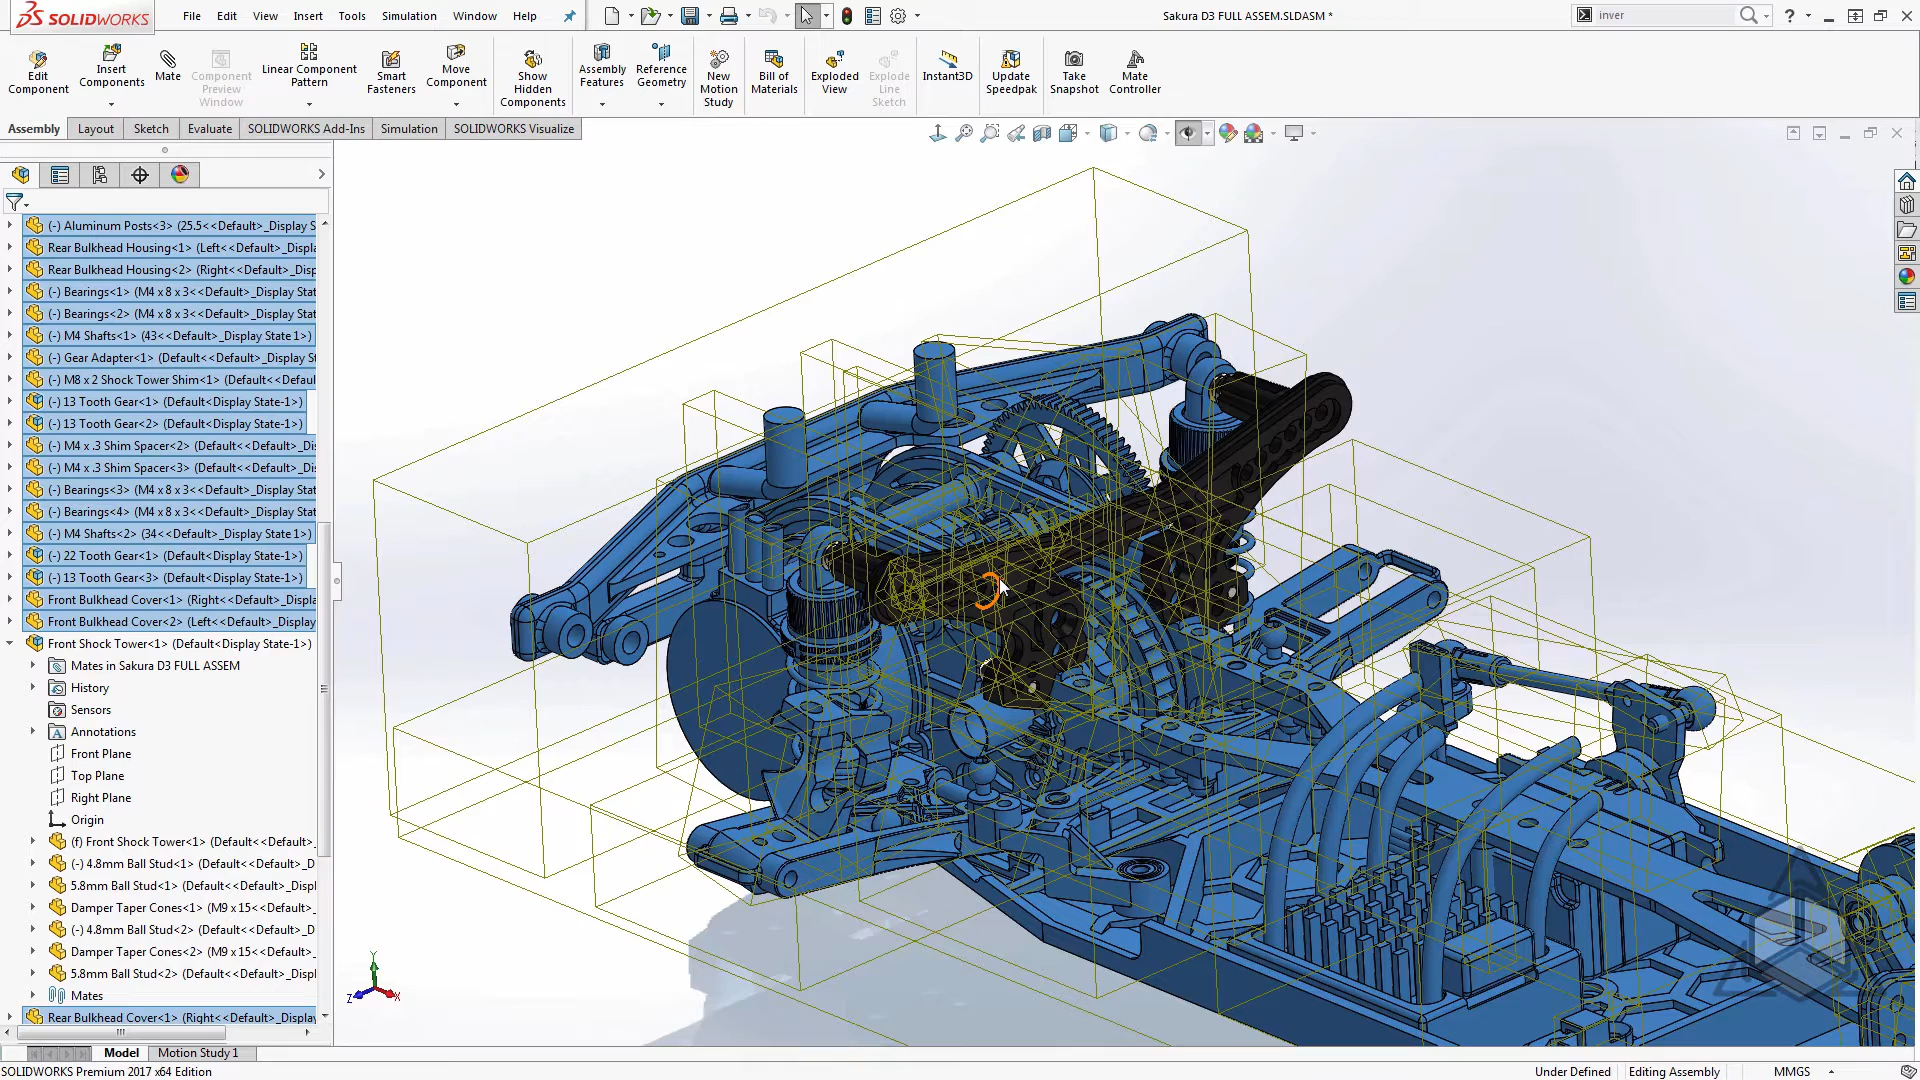 SOLIDWORKS
File Edit View Insert Tools Simulation Window Help
Sakura D3 FULL ASSEM.SLDASM *
inver
Edit Component
Insert Components
Mate
Component Preview Window
Linear Component Pattern
Smart Fasteners
Move Component
Show Hidden Components
Assembly Features
Reference Geometry
New Motion Study
Bill of Materials
Exploded View
Explode Line Sketch
Instant3D
Update Speedpak
Take Snapshot
Mate Controller
Assembly Layout Sketch Evaluate SOLIDWORKS Add-Ins Simulation SOLIDWORKS Visualize
(-) Aluminum Posts<3> (25.5<<Default>_Display S
Rear Bulkhead Housing<1> (Left<<Default>_Displa
Rear Bulkhead Housing<2> (Right<<Default>_Disp
(-) Bearings<1> (M4 x 8 x 3<<Default>_Display Stat
(-) Bearings<2> (M4 x 8 x 3<<Default>_Display Stat
(-) M4 Shafts<1> (43<<Default>_Display State 1>)
(-) Gear Adapter<1> (Default<<Default>_Display St
(-) M8 x 2 Shock Tower Shim<1> (Default<<Defaul
(-) 13 Tooth Gear<1> (Default<Display State-1>)
(-) 13 Tooth Gear<2> (Default<Display State-1>)
(-) M4 x .3 Shim Spacer<2> (Default<<Default>_Di
(-) M4 x .3 Shim Spacer<3> (Default<<Default>_Dis
(-) Bearings<3> (M4 x 8 x 3<<Default>_Display Stat
(-) Bearings<4> (M4 x 8 x 3<<Default>_Display Stat
(-) M4 Shafts<2> (34<<Default>_Display State 1>)
(-) 22 Tooth Gear<1> (Default<Display State-1>)
(-) 13 Tooth Gear<3> (Default<Display State-1>)
Front Bulkhead Cover<1> (Right<<Default>_Displa
Front Bulkhead Cover<2> (Left<<Default>_Display
Front Shock Tower<1> (Default<Display State-1>)
Mates in Sakura D3 FULL ASSEM
History
Sensors
Annotations
Front Plane
Top Plane
Right Plane
Origin
(f) Front Shock Tower<1> (Default<<Default>_
(-) 4.8mm Ball Stud<1> (Default<<Default>_D
5.8mm Ball Stud<1> (Default<<Default>_Displ
Damper Taper Cones<1> (M9 x 15<<Default>_
(-) 4.8mm Ball Stud<2> (Default<<Default>_D
Damper Taper Cones<2> (M9 x 15<<Default>_
5.8mm Ball Stud<2> (Default<<Default>_Displ
Mates
Rear Bulkhead Cover<1> (Right<<Default>_Display
Y
Z X
Model Motion Study 1
SOLIDWORKS Premium 2017 x64 Edition
Under Defined Editing Assembly MMGS